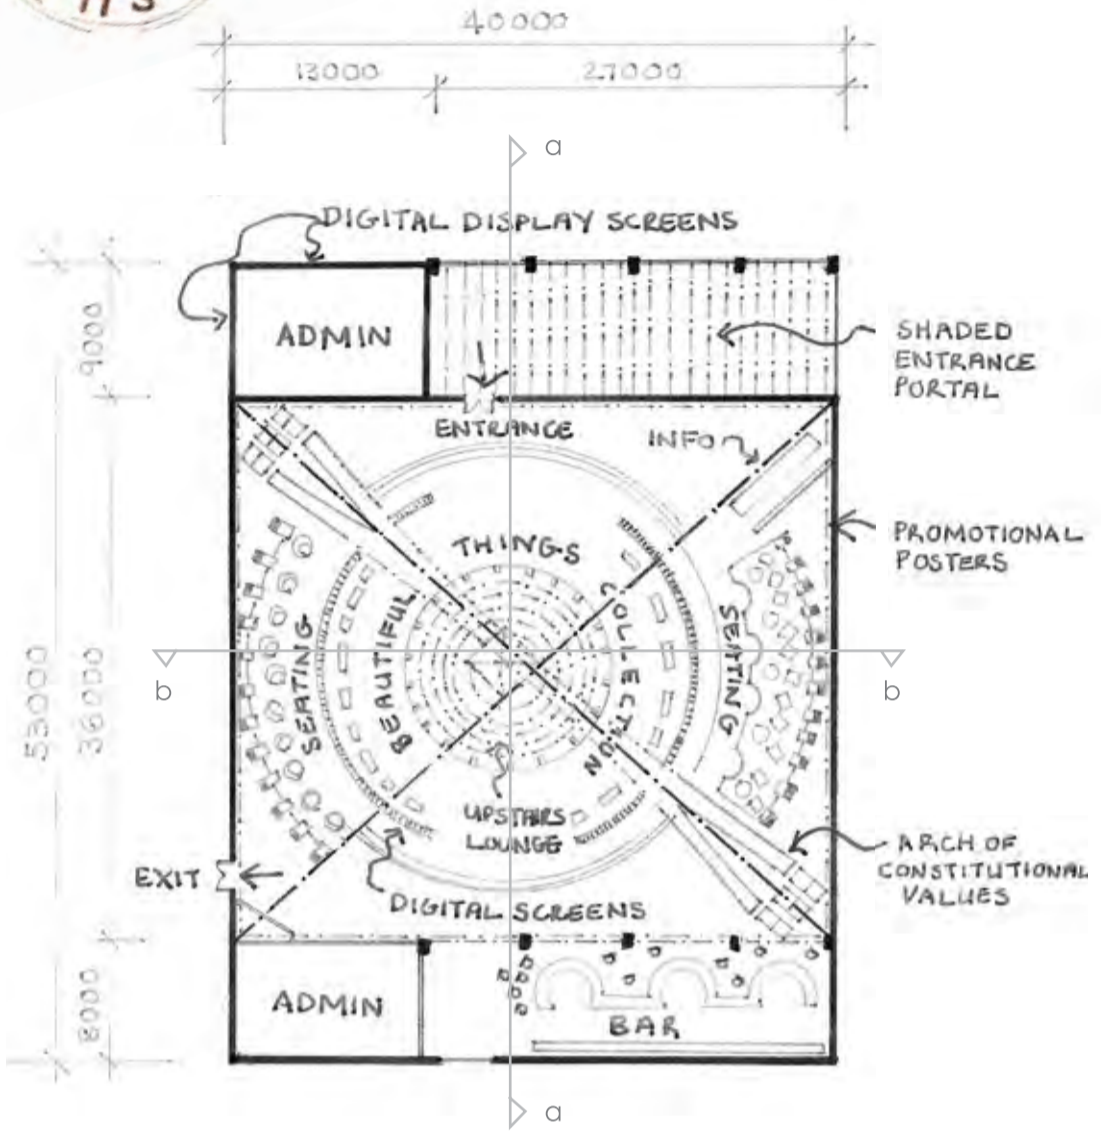 40000
13000
27000
a
DIGITAL DISPLAY SCREENS
9000
ADMIN
SHADED
ENTRANCE
PORTAL
ENTRANCE
INFO
PROMOTIONAL
POSTERS
THINGS
BEAUTIFUL
COLLECTION
SEATING
SEATING
53000
36000
b
b
UPSTAIRS
LOUNGE
ARCH OF
CONSTITUTIONAL
VALUES
EXIT
DIGITAL SCREENS
8000
ADMIN
BAR
a